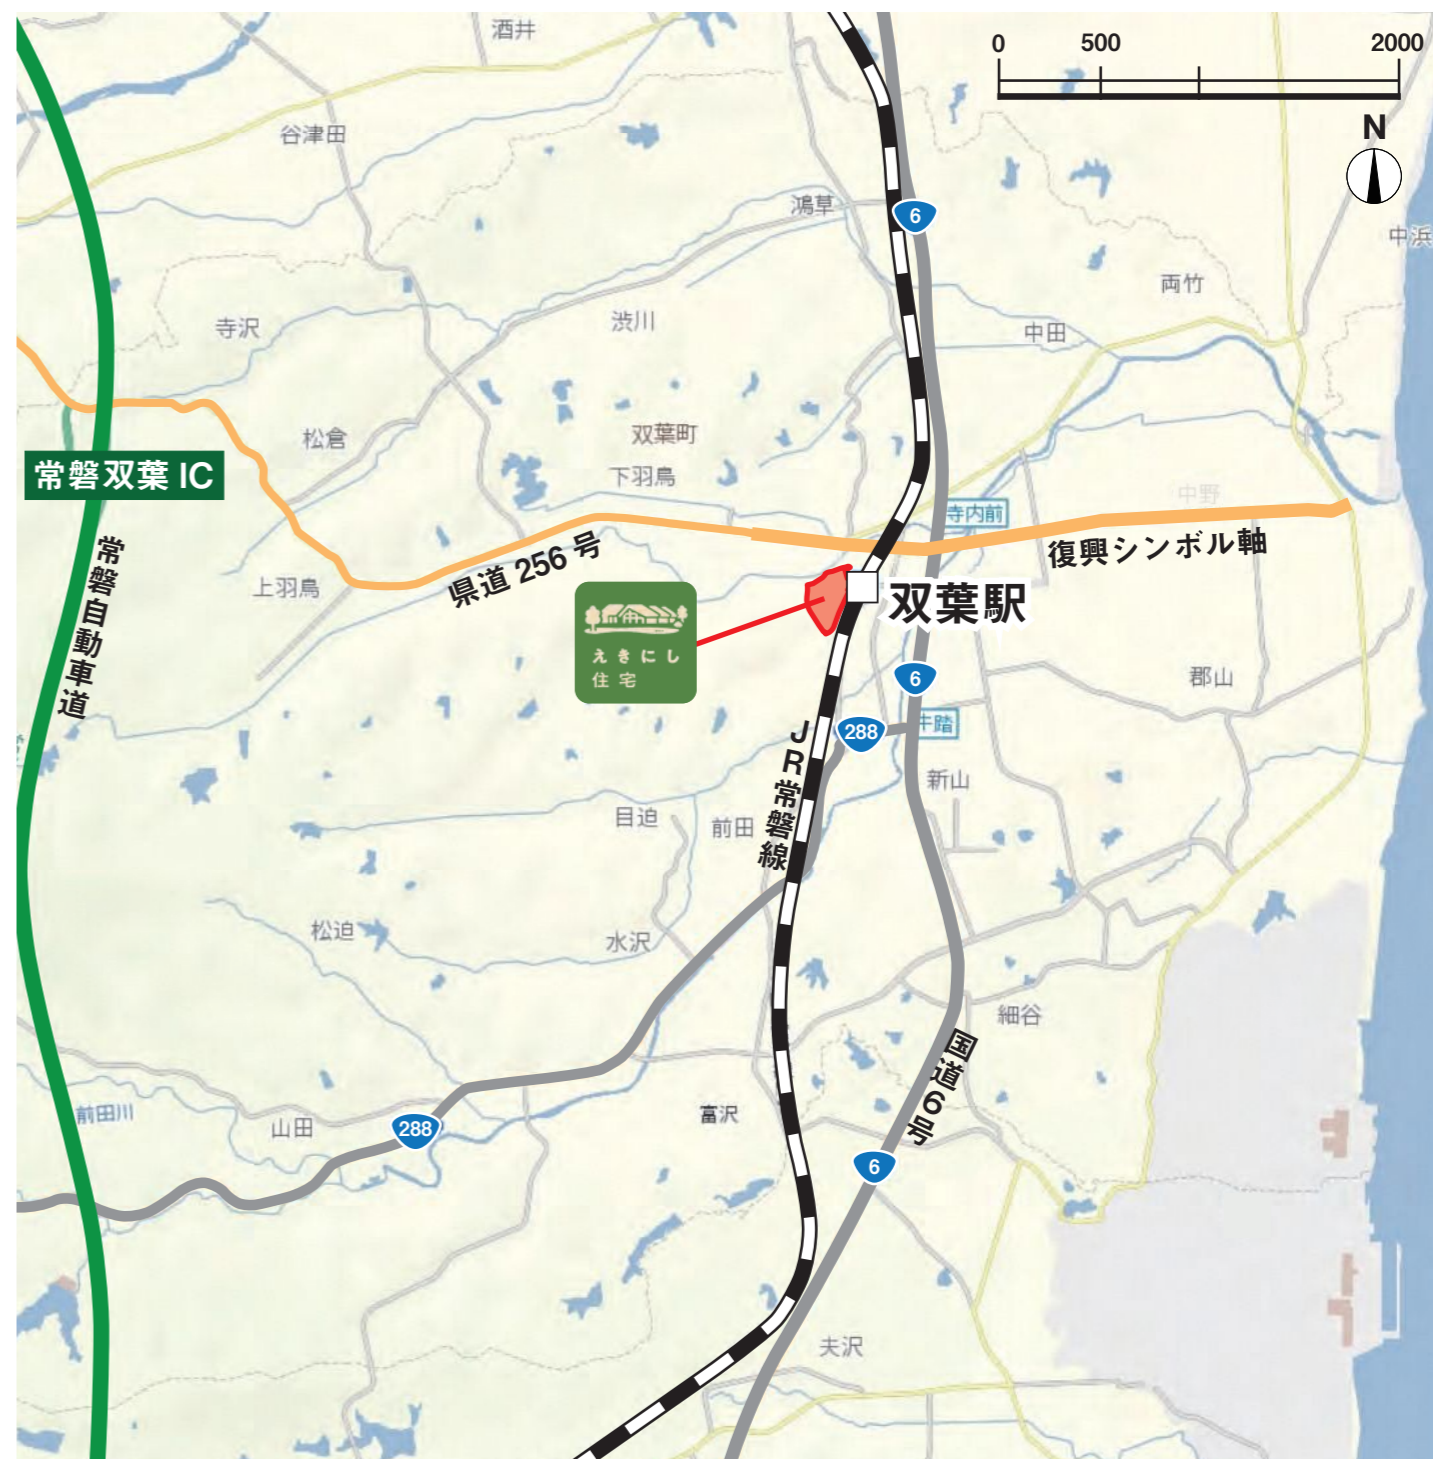 酒井
0 500 2000
谷津田
N
鴻草
6
中浜
両竹
寺沢
渋川
中田
松倉
双葉町
常磐双葉 IC
下羽鳥
中野
寺内前
復興シンボル軸
県道 256 号
上羽鳥
常磐自動車道
双葉駅
えきにし
住宅
郡山
6
288
牛踏
JR常磐線
新山
目迫
前田
松迫
水沢
細谷
国道6号
前田川
山田
288
富沢
6
夫沢